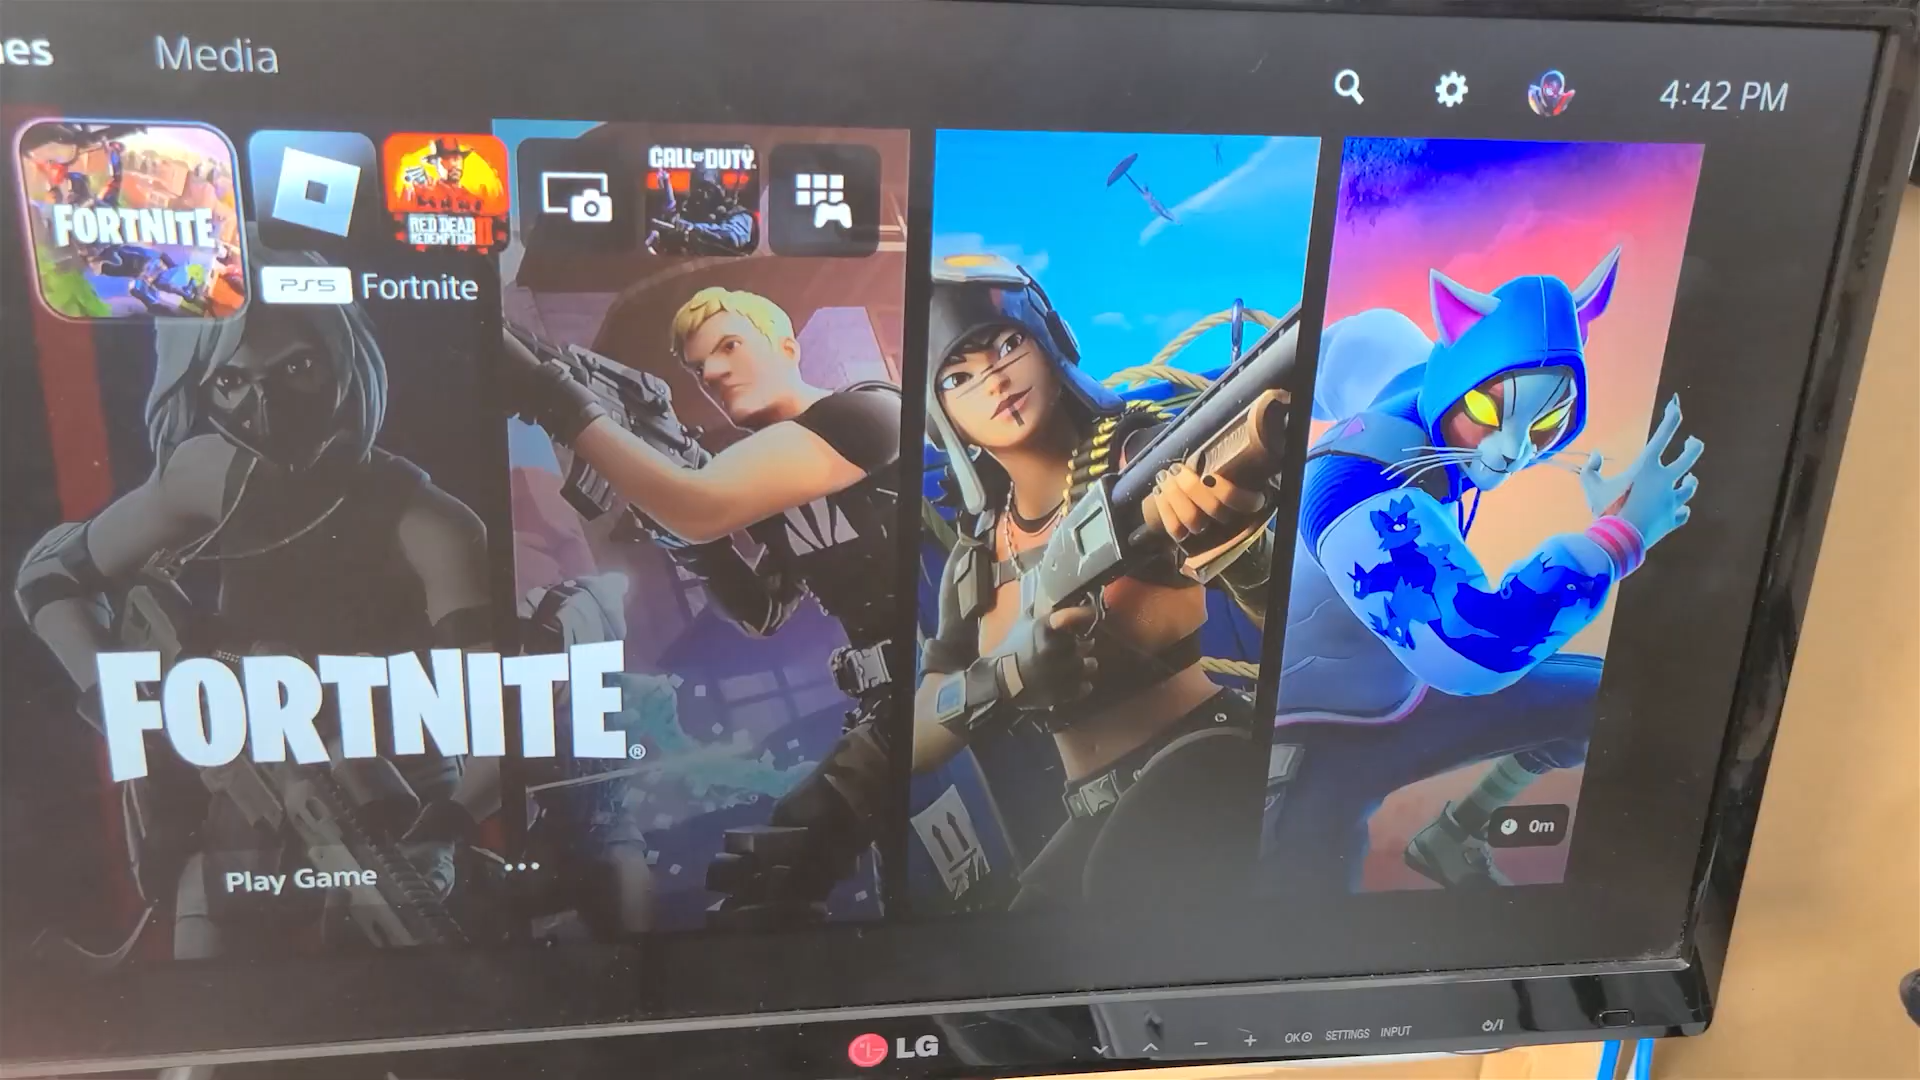 es
Media
4:42 PM
FORTNITE
RED DEAD
REDEMPTION II
CALL OF DUTY
PS5 Fortnite
FORTNITE®
Play Game
...
0m
LG
OK
SETTINGS
INPUT